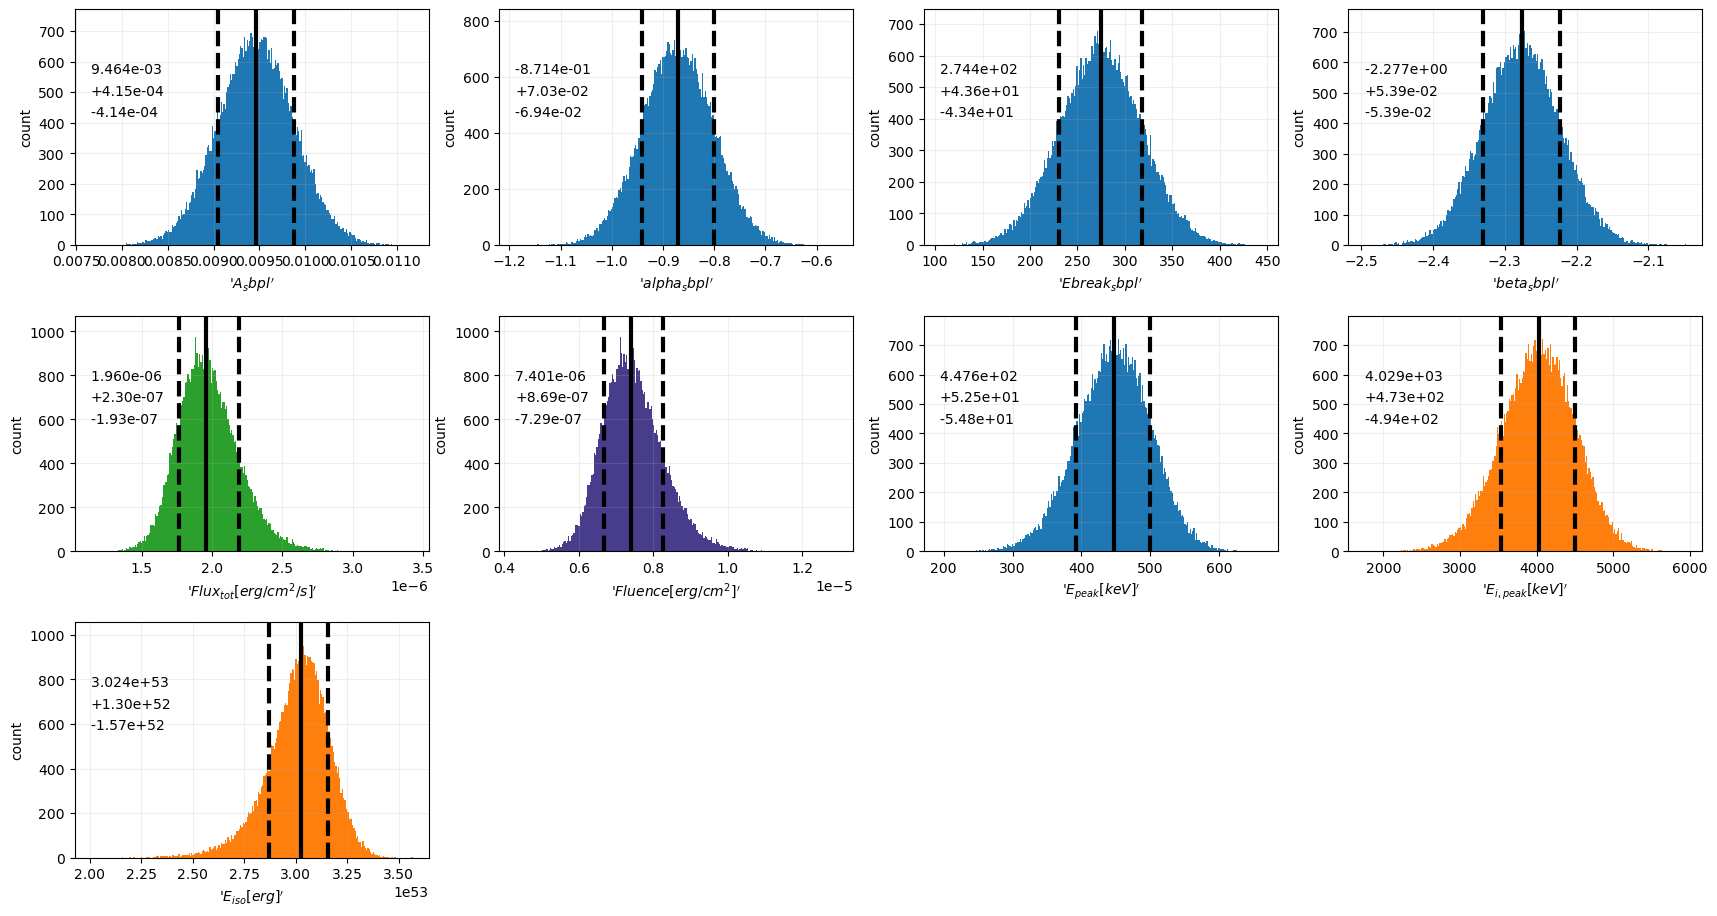 700
600
500
400
300
200
100
0
count
9.464e-03
+4.15e-04
-4.14e-04
0.0075 0.0080 0.0085 0.0090 0.0095 0.0100 0.0105 0.0110
'A_sbpl'
800
600
400
200
0
count
-8.714e-01
+7.03e-02
-6.94e-02
−1.2 −1.1 −1.0 −0.9 −0.8 −0.7 −0.6
'alpha_sbpl'
700
600
500
400
300
200
100
0
count
2.744e+02
+4.36e+01
-4.34e+01
100 150 200 250 300 350 400 450
'Ebreak_sbpl'
700
600
500
400
300
200
100
0
count
-2.277e+00
+5.39e-02
-5.39e-02
−2.5 −2.4 −2.3 −2.2 −2.1
'beta_sbpl'
1000
800
600
400
200
0
count
1.960e-06
+2.30e-07
-1.93e-07
1.5 2.0 2.5 3.0 3.5
1e−6
'Flux_tot[erg/cm²/s]'
1000
800
600
400
200
0
count
7.401e-06
+8.69e-07
-7.29e-07
0.4 0.6 0.8 1.0 1.2
1e−5
'Fluence[erg/cm²]'
700
600
500
400
300
200
100
0
count
4.476e+02
+5.25e+01
-5.48e+01
200 300 400 500 600
'E_peak[keV]'
700
600
500
400
300
200
100
0
count
4.029e+03
+4.73e+02
-4.94e+02
2000 3000 4000 5000 6000
'E_i,peak[keV]'
1000
800
600
400
200
0
count
3.024e+53
+1.30e+52
-1.57e+52
2.00 2.25 2.50 2.75 3.00 3.25 3.50
1e53
'E_iso[erg]'